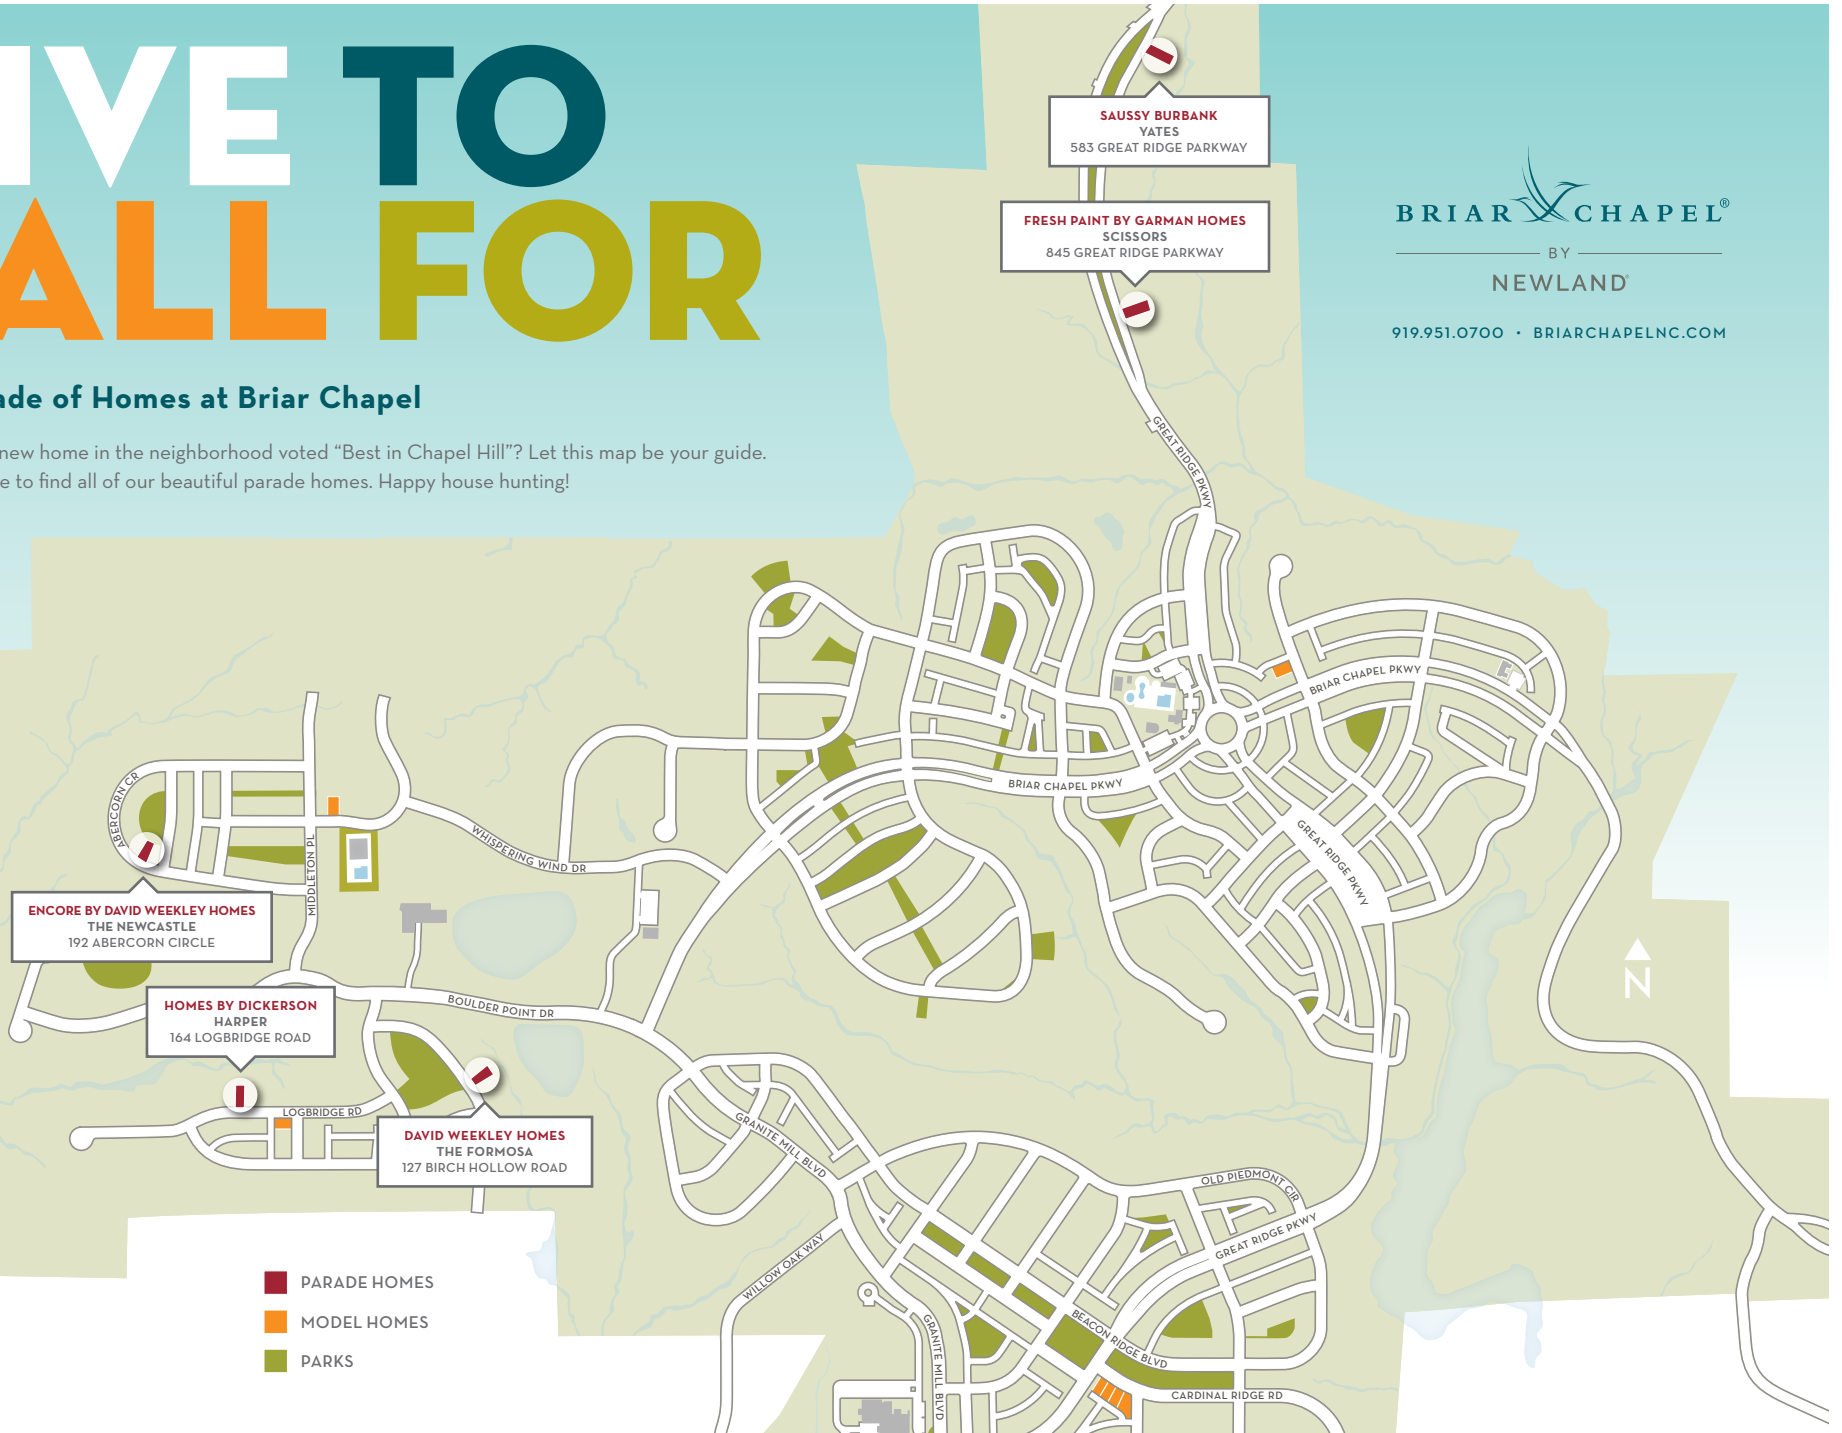 IVE TO
ALL FOR
ade of Homes at Briar Chapel
new home in the neighborhood voted “Best in Chapel Hill”? Let this map be your guide.
e to find all of our beautiful parade homes. Happy house hunting!
BRIAR CHAPEL®
BY
NEWLAND®
919.951.0700 • BRIARCHAPELNC.COM
SAUSSY BURBANK
YATES
583 GREAT RIDGE PARKWAY
FRESH PAINT BY GARMAN HOMES
SCISSORS
845 GREAT RIDGE PARKWAY
GREAT RIDGE PKWY
BRIAR CHAPEL PKWY
BRIAR CHAPEL PKWY
GREAT RIDGE PKWY
ABERCORN CR
MIDDLETON PL
WHISPERING WIND DR
ENCORE BY DAVID WEEKLEY HOMES
THE NEWCASTLE
192 ABERCORN CIRCLE
N
HOMES BY DICKERSON
HARPER
164 LOGBRIDGE ROAD
BOULDER POINT DR
LOGBRIDGE RD
DAVID WEEKLEY HOMES
THE FORMOSA
127 BIRCH HOLLOW ROAD
GRANITE MILL BLVD
OLD PIEDMONT CIR
GREAT RIDGE PKWY
WILLOW OAK WAY
GRANITE MILL BLVD
BEACON RIDGE BLVD
CARDINAL RIDGE RD
PARADE HOMES
MODEL HOMES
PARKS